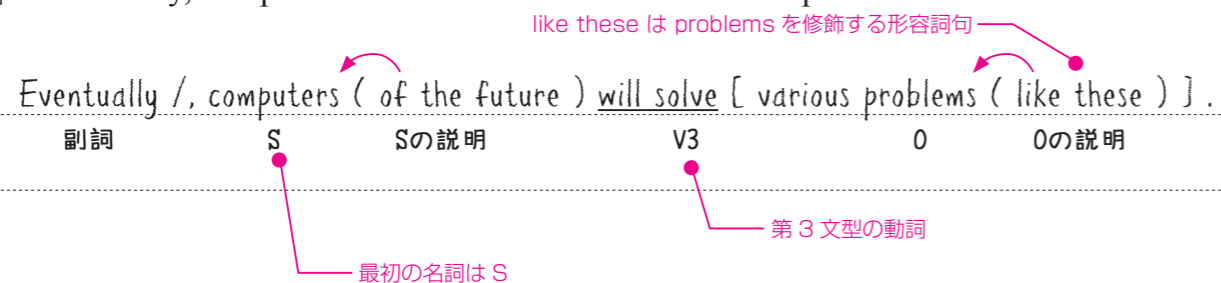 like these は problems を修飾する形容詞句
Eventually /, computers ( of the future ) will solve [ various problems ( like these ) ] .
副詞 S Sの説明 V3 O Oの説明
第 3 文型の動詞
最初の名詞は S